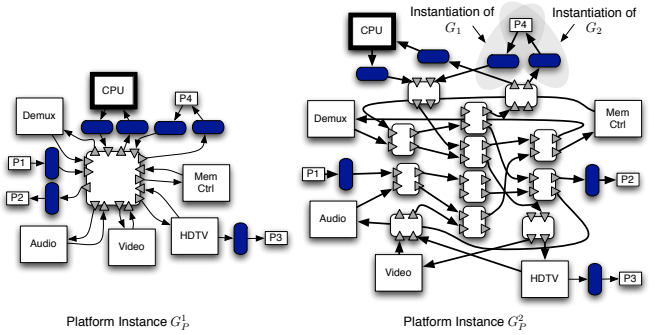 CPU
P4
Demux
P1
P2
Mem
Ctrl
Audio
Video
HDTV
P3
Platform Instance $G_P^1$
Instantiation of
$G_1$
P4
Instantiation of
$G_2$
CPU
Demux
Mem
Ctrl
P1
P2
Audio
Video
HDTV
P3
Platform Instance $G_P^2$